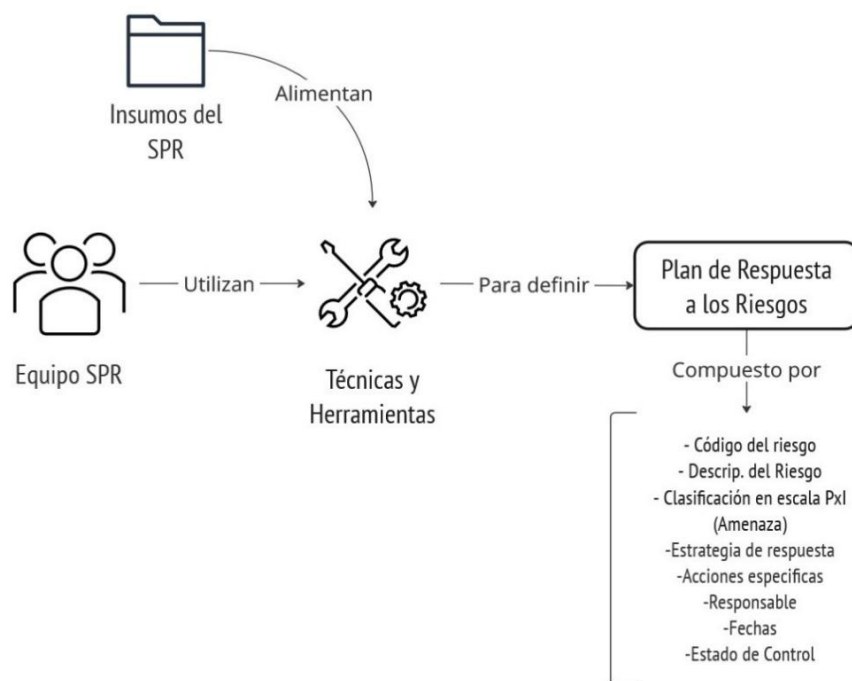 Insumos del
SPR
Alimentan
Equipo SPR
Utilizan
Técnicas y
Herramientas
Para definir
Plan de Respuesta
a los Riesgos
Compuesto por
- Código del riesgo
- Descrip. del Riesgo
- Clasificación en escala PxI
(Amenaza)
-Estrategia de respuesta
-Acciones especificas
-Responsable
-Fechas
-Estado de Control